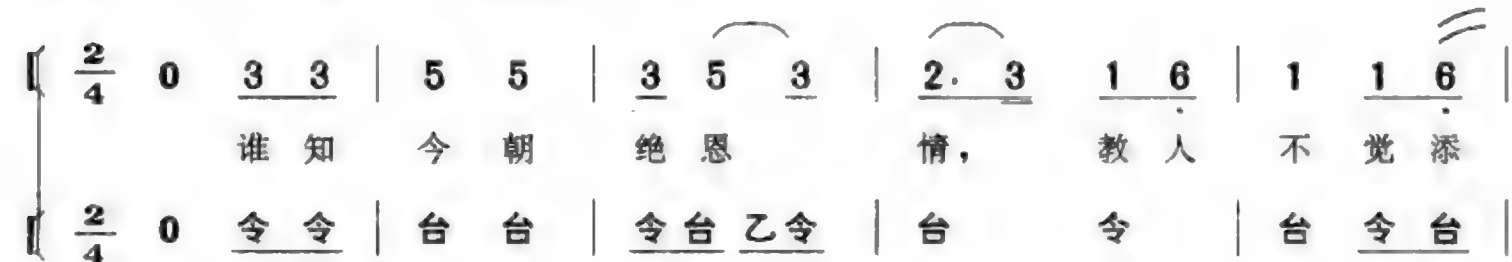 2/4 0 3 3 | 5 5 | 3 5 3 | 2. 3 1 6 | 1 1 6 |
谁知今朝绝恩情，教人不觉添
2/4 0 令令 | 台台 | 令台乙令 | 台令 | 台令台 |